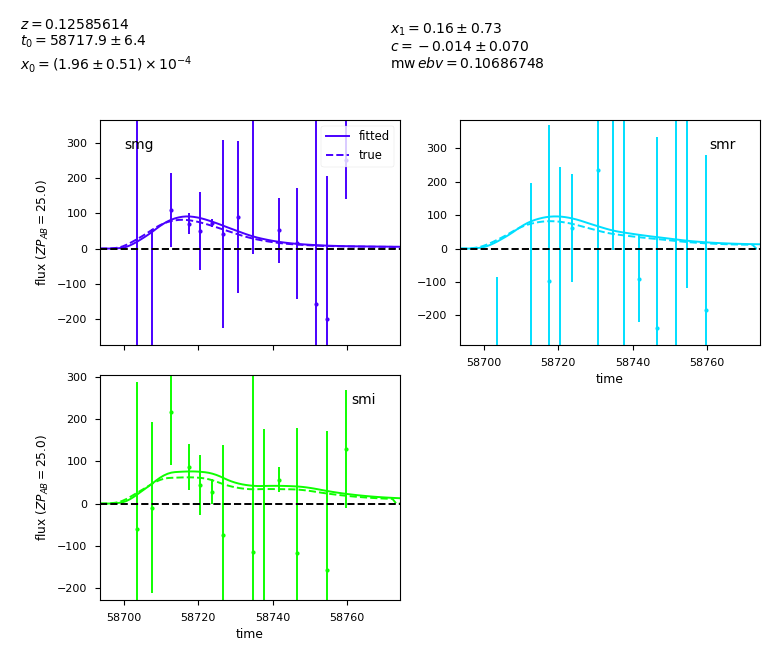 z = 0.12585614
t₀ = 58717.9 ± 6.4
x₀ = (1.96 ± 0.51) × 10⁻⁴
x₁ = 0.16 ± 0.73
c = −0.014 ± 0.070
mw ebv = 0.10686748
smg
fitted
true
300
200
100
0
−100
−200
flux (ZP_AB = 25.0)
smr
300
200
100
0
−100
−200
58700 58720 58740 58760
time
smi
300
200
100
0
−100
−200
flux (ZP_AB = 25.0)
58700 58720 58740 58760
time